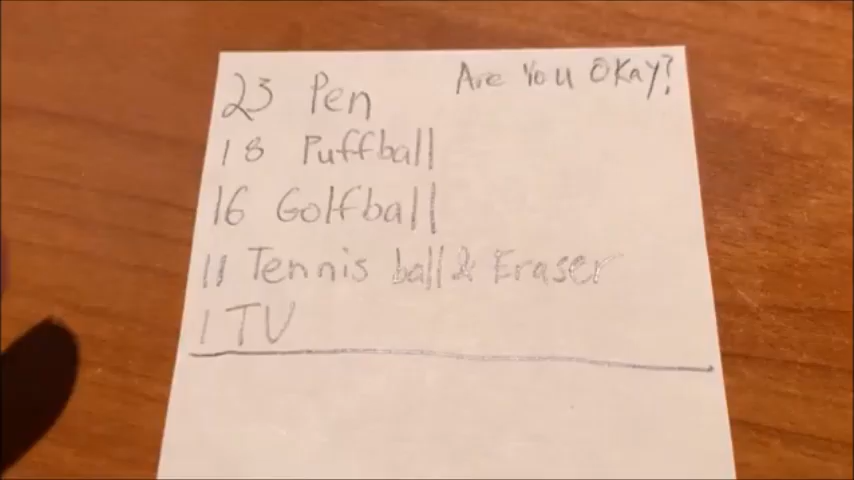 23 Pen
Are You Okay?
18 Puffball
16 Golfball
11 Tennis ball & Eraser
1 TV